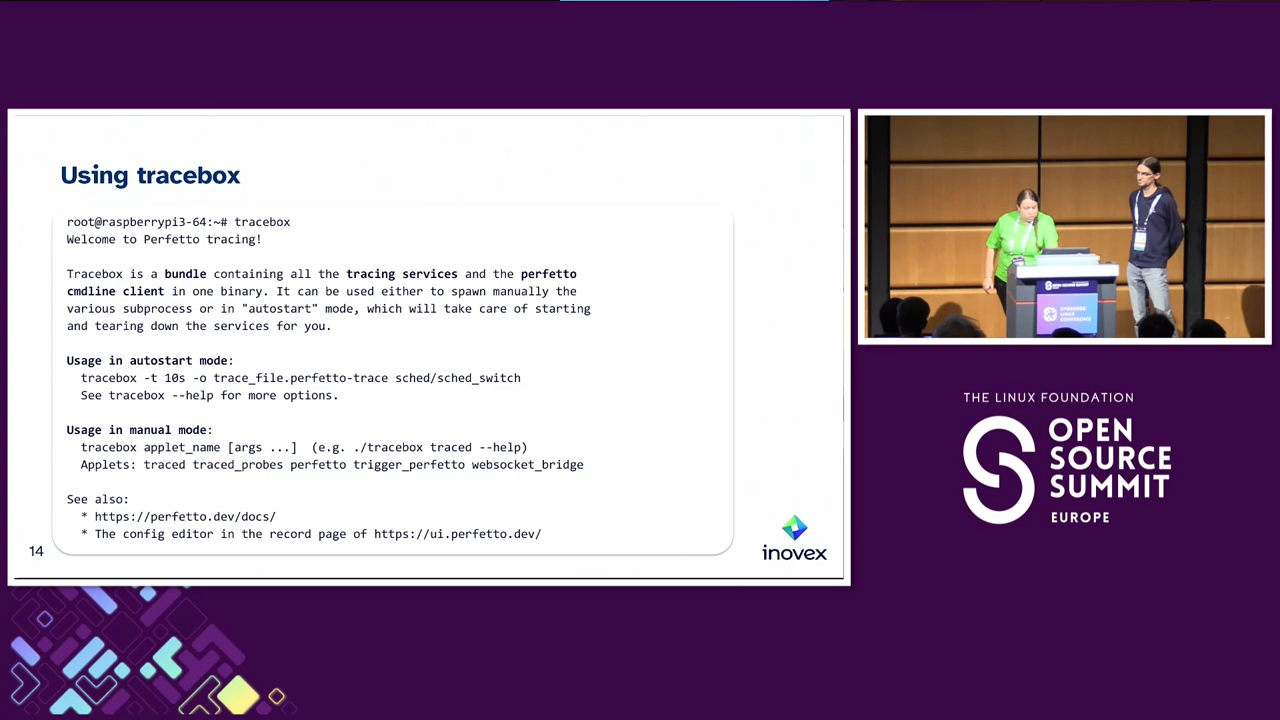 Using tracebox
root@raspberrypi3-64:~# tracebox
Welcome to Perfetto tracing!
Tracebox is a bundle containing all the tracing services and the perfetto
cmdline client in one binary. It can be used either to spawn manually the
various subprocess or in "autostart" mode, which will take care of starting
and tearing down the services for you.
Usage in autostart mode:
tracebox -t 10s -o trace_file.perfetto-trace sched/sched_switch
See tracebox --help for more options.
Usage in manual mode:
tracebox applet_name [args ...]  (e.g. ./tracebox traced --help)
Applets: traced traced_probes perfetto trigger_perfetto websocket_bridge
See also:
* https://perfetto.dev/docs/
* The config editor in the record page of https://ui.perfetto.dev/
14
inovex
OPEN SOURCE SUMMIT
EMBEDDED
LINUX
CONFERENCE
THE LINUX FOUNDATION
OPEN
SOURCE
SUMMIT
EUROPE